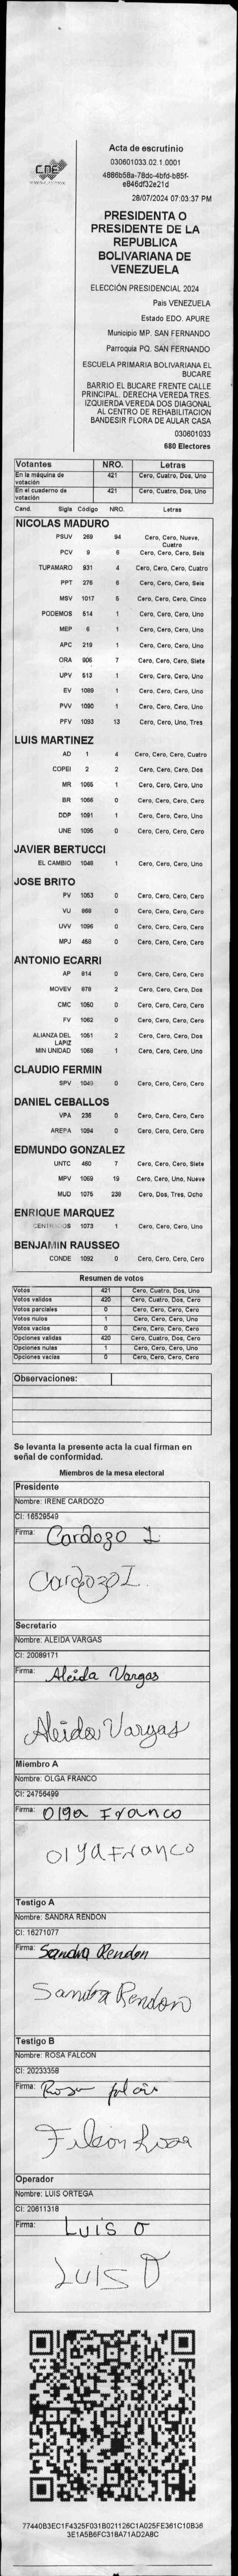 CNE
Acta de escrutinio
030601033.02.1.0001
4886b58a-78dc-4bfd-b85f-
e846df32e21d
28/07/2024 07:03:37 PM
PRESIDENTA O
PRESIDENTE DE LA
REPUBLICA
BOLIVARIANA DE
VENEZUELA
ELECCIÓN PRESIDENCIAL 2024
País VENEZUELA
Estado EDO. APURE
Municipio MP. SAN FERNANDO
Parroquia PQ. SAN FERNANDO
ESCUELA PRIMARIA BOLIVARIANA EL
BUCARE
BARRIO EL BUCARE FRENTE CALLE
PRINCIPAL. DERECHA VEREDA TRES.
IZQUIERDA VEREDA DOS DIAGONAL
AL CENTRO DE REHABILITACION
BANDESIR FLORA DE AULAR CASA
030601033
680 Electores
Votantes NRO. Letras
En la máquina de votación 421 Cero, Cuatro, Dos, Uno
En el cuaderno de votación 421 Cero, Cuatro, Dos, Uno
Cand. Sigla Código NRO. Letras
NICOLAS MADURO
PSUV 269 94 Cero, Cero, Nueve, Cuatro
PCV 9 6 Cero, Cero, Cero, Seis
TUPAMARO 931 4 Cero, Cero, Cero, Cuatro
PPT 276 6 Cero, Cero, Cero, Seis
MSV 1017 5 Cero, Cero, Cero, Cinco
PODEMOS 514 1 Cero, Cero, Cero, Uno
MEP 6 1 Cero, Cero, Cero, Uno
APC 219 1 Cero, Cero, Cero, Uno
ORA 906 7 Cero, Cero, Cero, Siete
UPV 513 1 Cero, Cero, Cero, Uno
EV 1089 1 Cero, Cero, Cero, Uno
PVV 1090 1 Cero, Cero, Cero, Uno
PFV 1093 13 Cero, Cero, Uno, Tres
LUIS MARTINEZ
AD 1 4 Cero, Cero, Cero, Cuatro
COPEI 2 2 Cero, Cero, Cero, Dos
MR 1065 1 Cero, Cero, Cero, Uno
BR 1066 0 Cero, Cero, Cero, Cero
DDP 1091 1 Cero, Cero, Cero, Uno
UNE 1095 0 Cero, Cero, Cero, Cero
JAVIER BERTUCCI
EL CAMBIO 1048 1 Cero, Cero, Cero, Uno
JOSE BRITO
PV 1053 0 Cero, Cero, Cero, Cero
VU 868 0 Cero, Cero, Cero, Cero
UVV 1096 0 Cero, Cero, Cero, Cero
MPJ 458 0 Cero, Cero, Cero, Cero
ANTONIO ECARRI
AP 814 0 Cero, Cero, Cero, Cero
MOVEV 878 2 Cero, Cero, Cero, Dos
CMC 1050 0 Cero, Cero, Cero, Cero
FV 1062 0 Cero, Cero, Cero, Cero
ALIANZA DEL LAPIZ 1051 2 Cero, Cero, Cero, Dos
MIN UNIDAD 1068 1 Cero, Cero, Cero, Uno
CLAUDIO FERMIN
SPV 1049 0 Cero, Cero, Cero, Cero
DANIEL CEBALLOS
VPA 236 0 Cero, Cero, Cero, Cero
AREPA 1094 0 Cero, Cero, Cero, Cero
EDMUNDO GONZALEZ
UNTC 460 7 Cero, Cero, Cero, Siete
MPV 1069 19 Cero, Cero, Uno, Nueve
MUD 1075 238 Cero, Dos, Tres, Ocho
ENRIQUE MARQUEZ
CENTRADOS 1073 1 Cero, Cero, Cero, Uno
BENJAMIN RAUSSEO
CONDE 1092 0 Cero, Cero, Cero, Cero
Resumen de votos
Votos 421 Cero, Cuatro, Dos, Uno
Votos validos 420 Cero, Cuatro, Dos, Cero
Votos parciales 0 Cero, Cero, Cero, Cero
Votos nulos 1 Cero, Cero, Cero, Uno
Votos vacios 0 Cero, Cero, Cero, Cero
Opciones validas 420 Cero, Cuatro, Dos, Cero
Opciones nulas 1 Cero, Cero, Cero, Uno
Opciones vacias 0 Cero, Cero, Cero, Cero
Observaciones:
Se levanta la presente acta la cual firman en
señal de conformidad.
Miembros de la mesa electoral
Presidente
Nombre: IRENE CARDOZO
CI: 16529549
Firma: Cardozo I
Cardozo I.
Secretario
Nombre: ALEIDA VARGAS
CI: 20089171
Firma: Aleida Vargas
Aleida Vargas
Miembro A
Nombre: OLGA FRANCO
CI: 24756499
Firma: Olga Franco
Olga Franco
Testigo A
Nombre: SANDRA RENDON
CI: 16271077
Firma: Sandra Rendon
Sandra Rendon
Testigo B
Nombre: ROSA FALCON
CI: 20233358
Firma: Rosa
Rosa
Operador
Nombre: LUIS ORTEGA
CI: 20611318
Firma: Luis O
Luis O
77440B3EC1F4325F031B021126C1A025FE361C10B36
3E1A5B6FC318A71AD2A8C